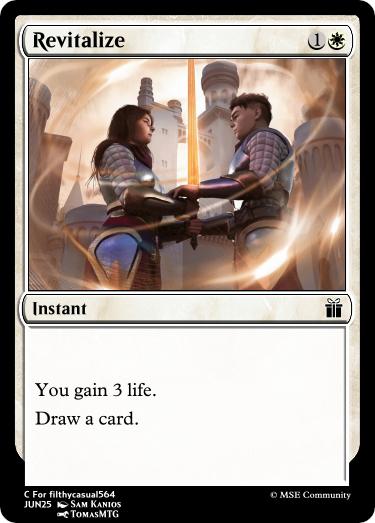 Revitalize 1
Instant
You gain 3 life.
Draw a card.
C For filthycasual564
JUN25 Sam Kanios
TomasMTG
© MSE Community